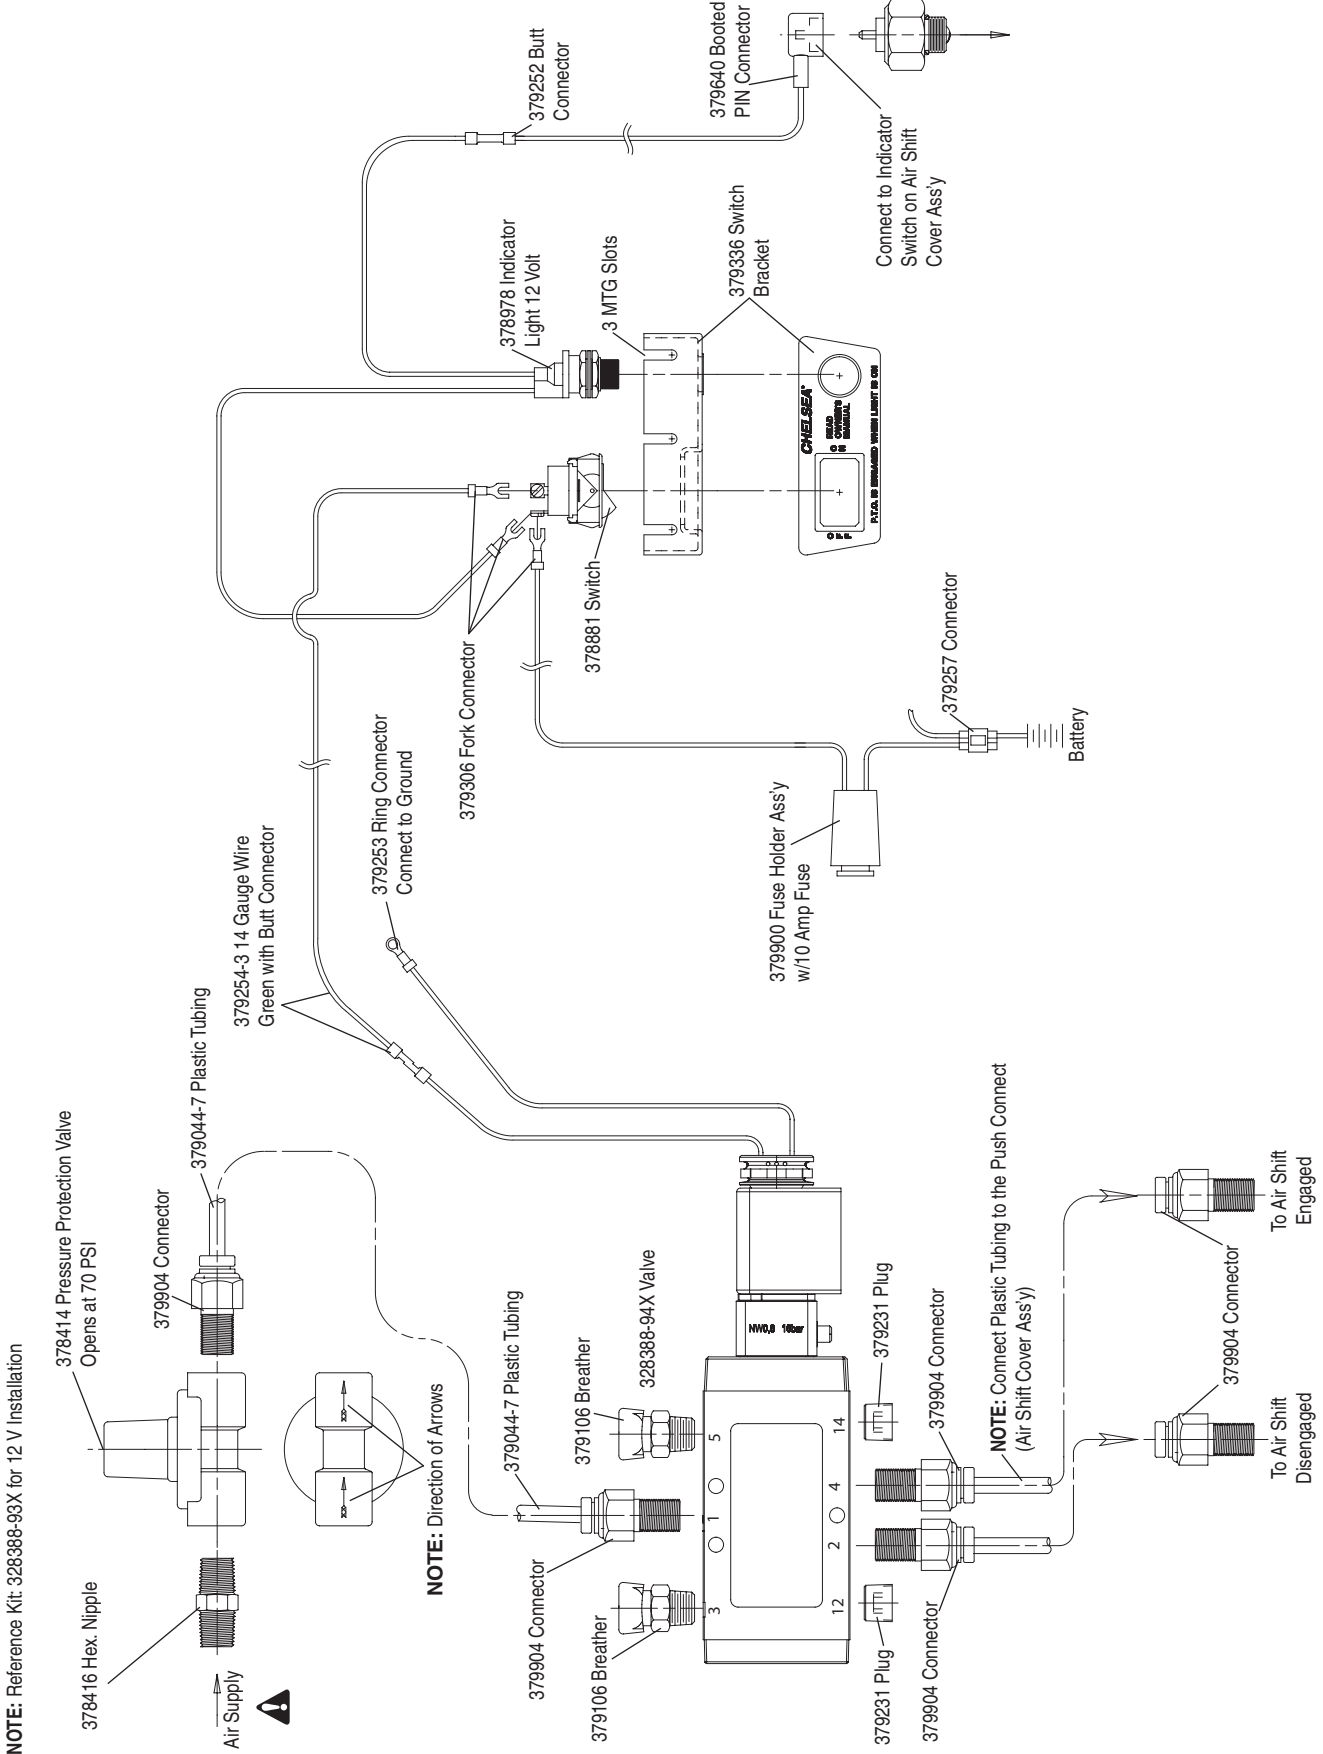 NOTE: Reference Kit: 328388-93X for 12 V Installation
378414 Pressure Protection Valve
Opens at 70 PSI
378416 Hex. Nipple
Air Supply
379904 Connector
379044-7 Plastic Tubing
NOTE: Direction of Arrows
379254-3 14 Gauge Wire
Green with Butt Connector
379253 Ring Connector
Connect to Ground
379306 Fork Connector
378978 Indicator
Light 12 Volt
379252 Butt
Connector
3 MTG Slots
378881 Switch
379336 Switch
Bracket
379640 Booted
PIN Connector
Connect to Indicator
Switch on Air Shift
Cover Ass'y
CHELSEA®
READ
OWNER'S
MANUAL
ON
OFF
P.T.O. IS ENGAGED WHEN LIGHT IS ON
379900 Fuse Holder Ass'y
w/10 Amp Fuse
379257 Connector
Battery
379044-7 Plastic Tubing
379904 Connector
379106 Breather
379106 Breather
328388-94X Valve
NW0,8 16bar
3
1
5
12
2
4
14
379231 Plug
379231 Plug
379904 Connector
379904 Connector
NOTE: Connect Plastic Tubing to the Push Connect
(Air Shift Cover Ass'y)
379904 Connector
To Air Shift
Disengaged
To Air Shift
Engaged